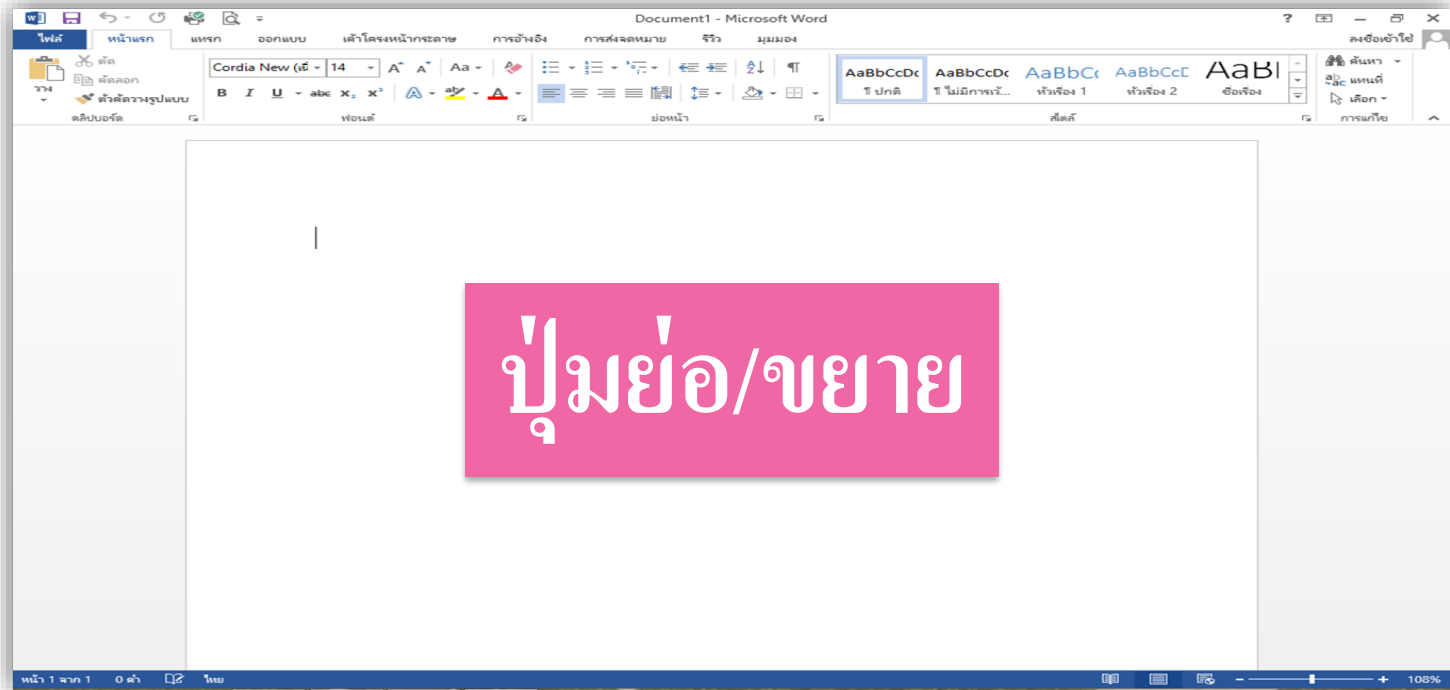 Document1 - Microsoft Word
ไฟล์ หน้าแรก แทรก ออกแบบ เค้าโครงหน้ากระดาษ การอ้างอิง การส่งจดหมาย รีวิว มุมมอง ลงชื่อเข้าใช้
วาง
ตัด
คัดลอก
ตัวคัดวางรูปแบบ
คลิปบอร์ด
Cordia New (เนื้ 14
ฟอนต์
ย่อหน้า
AaBbCcDc AaBbCcDc AaBbCc AaBbCcD AaBl
¶ ปกติ ¶ ไม่มีการเว้... หัวเรื่อง 1 หัวเรื่อง 2 ชื่อเรื่อง
สไตล์
ค้นหา
แทนที่
เลือก
การแก้ไข
ปุ่มย่อ/ขยาย
หน้า 1 จาก 1 0 คำ ไทย 108%